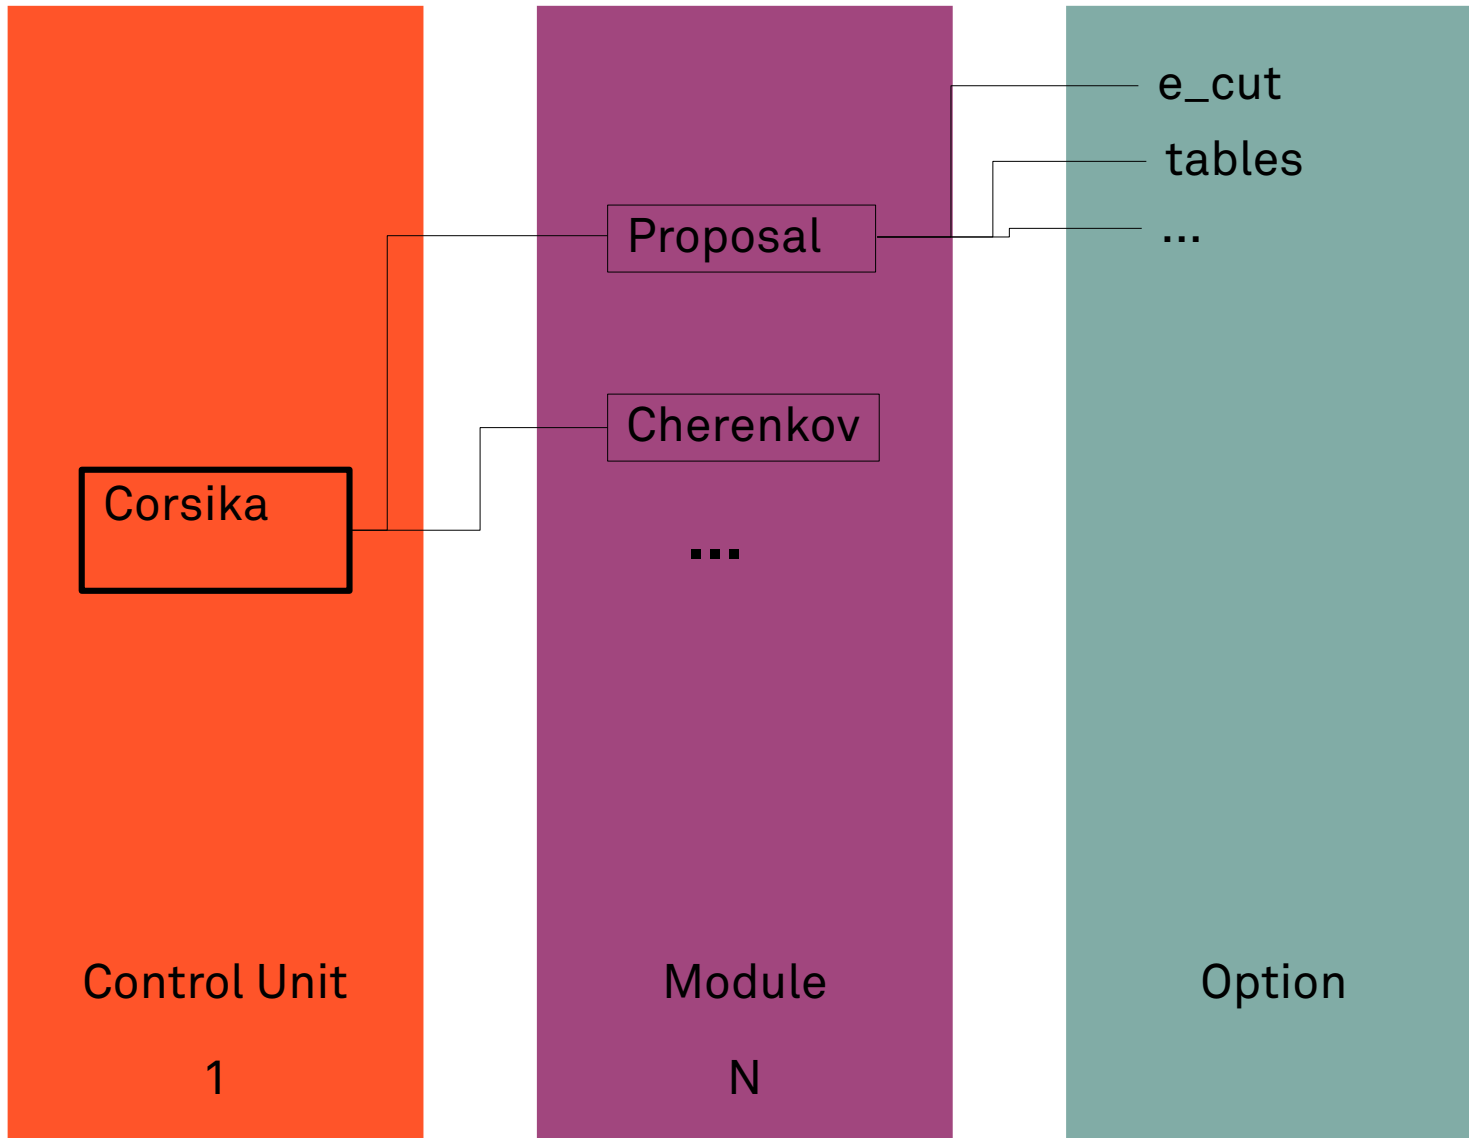 e_cut
tables
Proposal
...
Cherenkov
Corsika
...
Control Unit
Module
Option
1
N